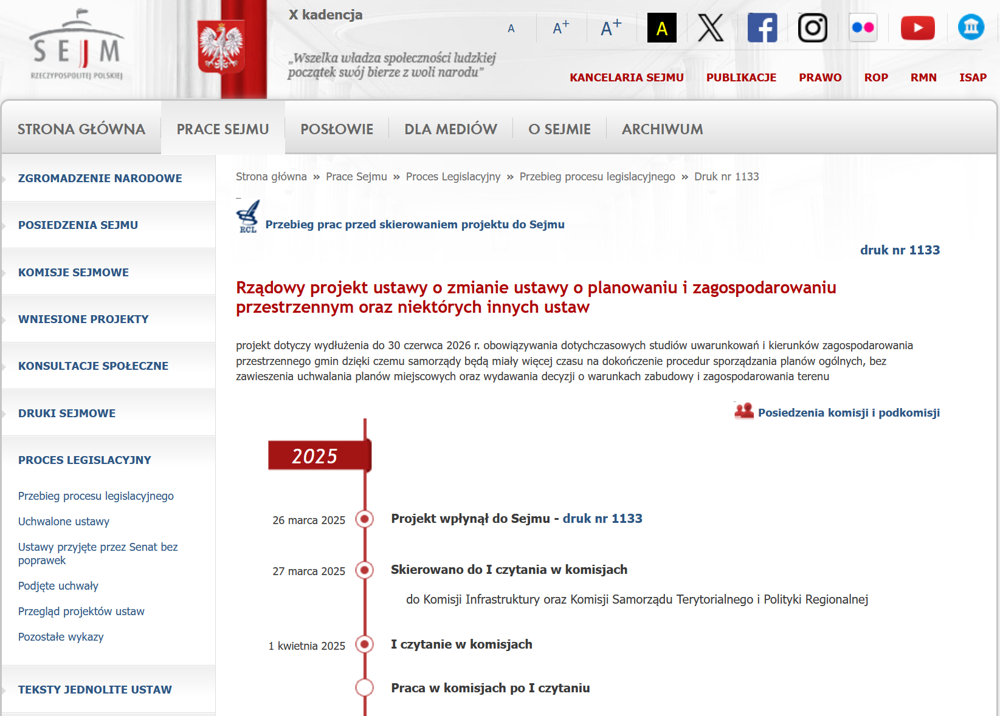 SEJM
RZECZYPOSPOLITEJ POLSKIEJ
X kadencja
„Wszelka władza społeczności ludzkiej
początek swój bierze z woli narodu”
A
A+
A+
A
KANCELARIA SEJMU
PUBLIKACJE
PRAWO
ROP
RMN
ISAP
STRONA GŁÓWNA
PRACE SEJMU
POSŁOWIE
DLA MEDIÓW
O SEJMIE
ARCHIWUM
ZGROMADZENIE NARODOWE
POSIEDZENIA SEJMU
KOMISJE SEJMOWE
WNIESIONE PROJEKTY
KONSULTACJE SPOŁECZNE
DRUKI SEJMOWE
PROCES LEGISLACYJNY
Przebieg procesu legislacyjnego
Uchwalone ustawy
Ustawy przyjęte przez Senat bez
poprawek
Podjęte uchwały
Przegląd projektów ustaw
Pozostałe wykazy
TEKSTY JEDNOLITE USTAW
Strona główna » Prace Sejmu » Proces Legislacyjny » Przebieg procesu legislacyjnego » Druk nr 1133
RCL
Przebieg prac przed skierowaniem projektu do Sejmu
druk nr 1133
Rządowy projekt ustawy o zmianie ustawy o planowaniu i zagospodarowaniu
przestrzennym oraz niektórych innych ustaw
projekt dotyczy wydłużenia do 30 czerwca 2026 r. obowiązywania dotychczasowych studiów uwarunkowań i kierunków zagospodarowania
przestrzennego gmin dzięki czemu samorządy będą miały więcej czasu na dokończenie procedur sporządzania planów ogólnych, bez
zawieszenia uchwalania planów miejscowych oraz wydawania decyzji o warunkach zabudowy i zagospodarowania terenu
Posiedzenia komisji i podkomisji
2025
26 marca 2025
Projekt wpłynął do Sejmu - druk nr 1133
27 marca 2025
Skierowano do I czytania w komisjach
do Komisji Infrastruktury oraz Komisji Samorządu Terytorialnego i Polityki Regionalnej
1 kwietnia 2025
I czytanie w komisjach
Praca w komisjach po I czytaniu